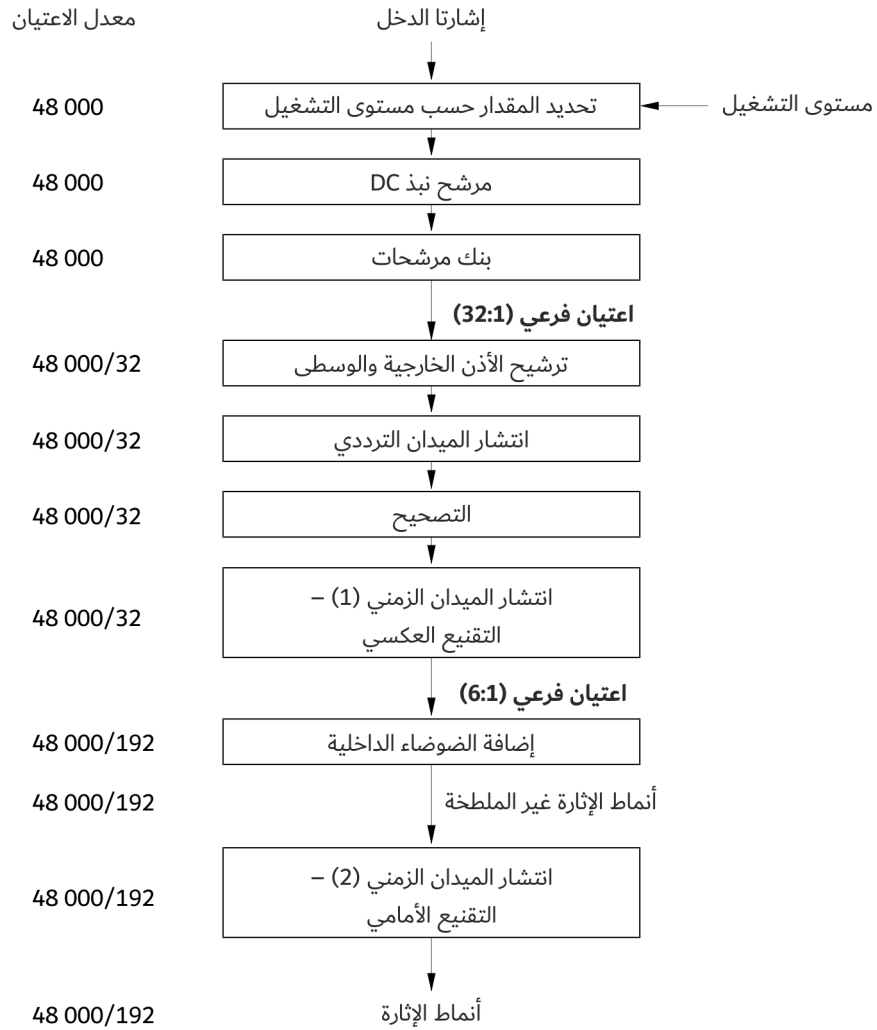 إشارتا الدخل
معدل الاعتيان
مستوى التشغيل
تحديد المقدار حسب مستوى التشغيل
48 000
مرشح نبذ DC
48 000
بنك مرشحات
48 000
اعتيان فرعي (32:1)
ترشيح الأذن الخارجية والوسطى
48 000/32
انتشار الميدان الترددي
48 000/32
التصحيح
48 000/32
انتشار الميدان الزمني (1) –
التقنيع العكسي
48 000/32
اعتيان فرعي (6:1)
إضافة الضوضاء الداخلية
48 000/192
أنماط الإثارة غير الملطخة
48 000/192
انتشار الميدان الزمني (2) –
التقنيع الأمامي
48 000/192
أنماط الإثارة
48 000/192